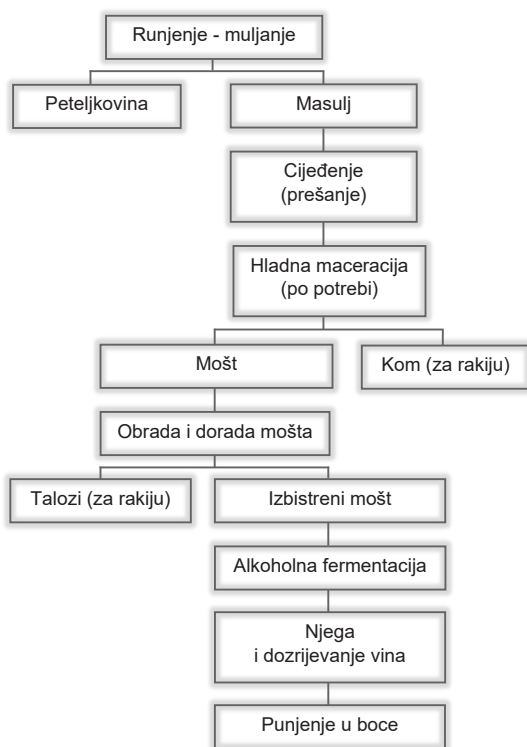 Runjenje - muljanje
Peteljkovina
Masulj
Cijeđenje
(prešanje)
Hladna maceracija
(po potrebi)
Mošt
Kom (za rakiju)
Obrada i dorada mošta
Talozi (za rakiju)
Izbistreni mošt
Alkoholna fermentacija
Njega
i dozrijevanje vina
Punjenje u boce